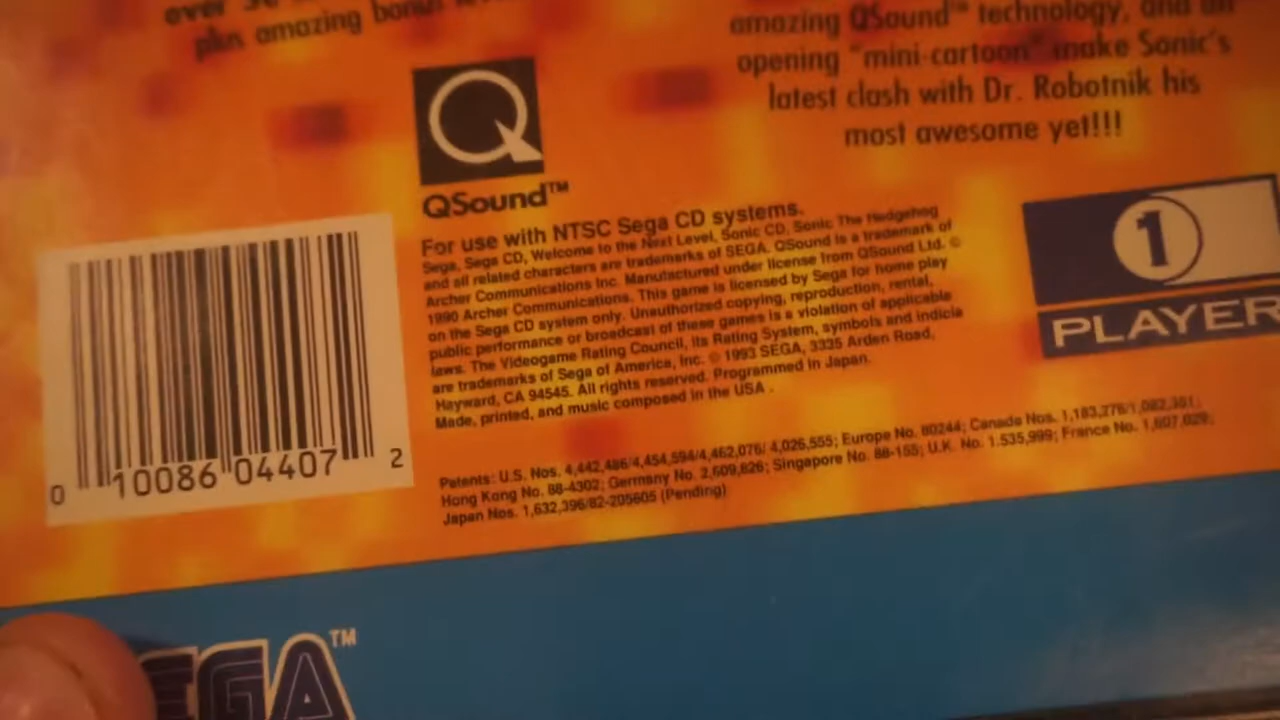 over
plus amazing bonus
amazing QSound™ technology, and an
opening "mini-cartoon" make Sonic's
latest clash with Dr. Robotnik his
most awesome yet!!!
QSound™
For use with NTSC Sega CD systems.
Sega, Sega CD, Welcome to the Next Level, Sonic CD, Sonic The Hedgehog
and all related characters are trademarks of SEGA. QSound is a trademark of
Archer Communications Inc. Manufactured under license from QSound Ltd. ©
1990 Archer Communications. This game is licensed by Sega for home play
on the Sega CD system only. Unauthorized copying, reproduction, rental,
public performance or broadcast of these games is a violation of applicable
laws. The Videogame Rating Council, its Rating System, symbols and indicia
are trademarks of Sega of America, Inc. © 1993 SEGA, 3335 Arden Road,
Hayward, CA 94545. All rights reserved. Programmed in Japan.
Made, printed, and music composed in the USA .
1
PLAYER
0 10086 04407 2
Patents: U.S. Nos. 4,442,486/4,454,594/4,462,076/ 4,026,555; Europe No. 80244; Canada Nos. 1,183,276/1,082,351;
Hong Kong No. 88-4302; Germany No. 2,609,826; Singapore No. 88-155; U.K. No. 1,535,999; France No. 1,607,029;
Japan Nos. 1,632,396/82-205605 (Pending)
SEGA™